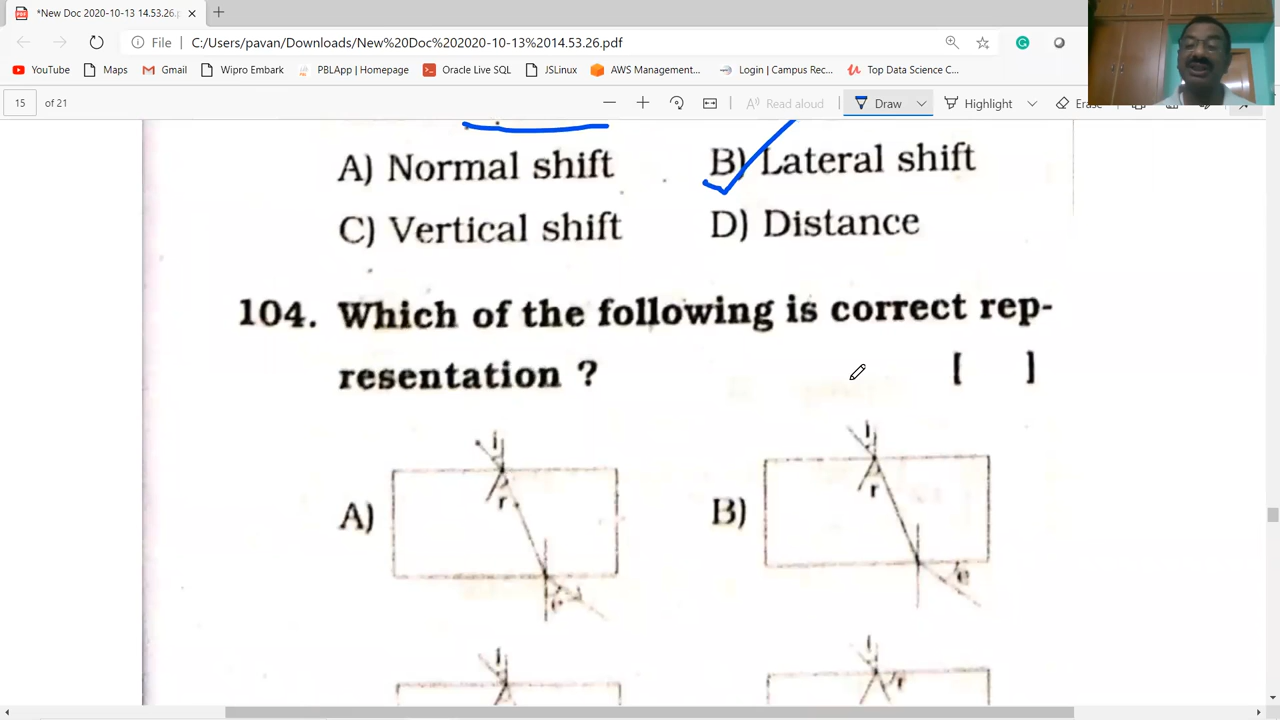 *New Doc 2020-10-13 14.53.26.pdf
File
C:/Users/pavan/Downloads/New%20Doc%202020-10-13%2014.53.26.pdf
YouTube
Maps
Gmail
Wipro Embark
PBLApp | Homepage
Oracle Live SQL
JSLinux
AWS Management...
Login | Campus Rec...
Top Data Science C...
15 of 21
Read aloud
Draw
Highlight
Erase
A) Normal shift B) Lateral shift
C) Vertical shift D) Distance
104. Which of the following is correct rep-
resentation ? [ ]
A) B)
i i
r r
e
i i
r